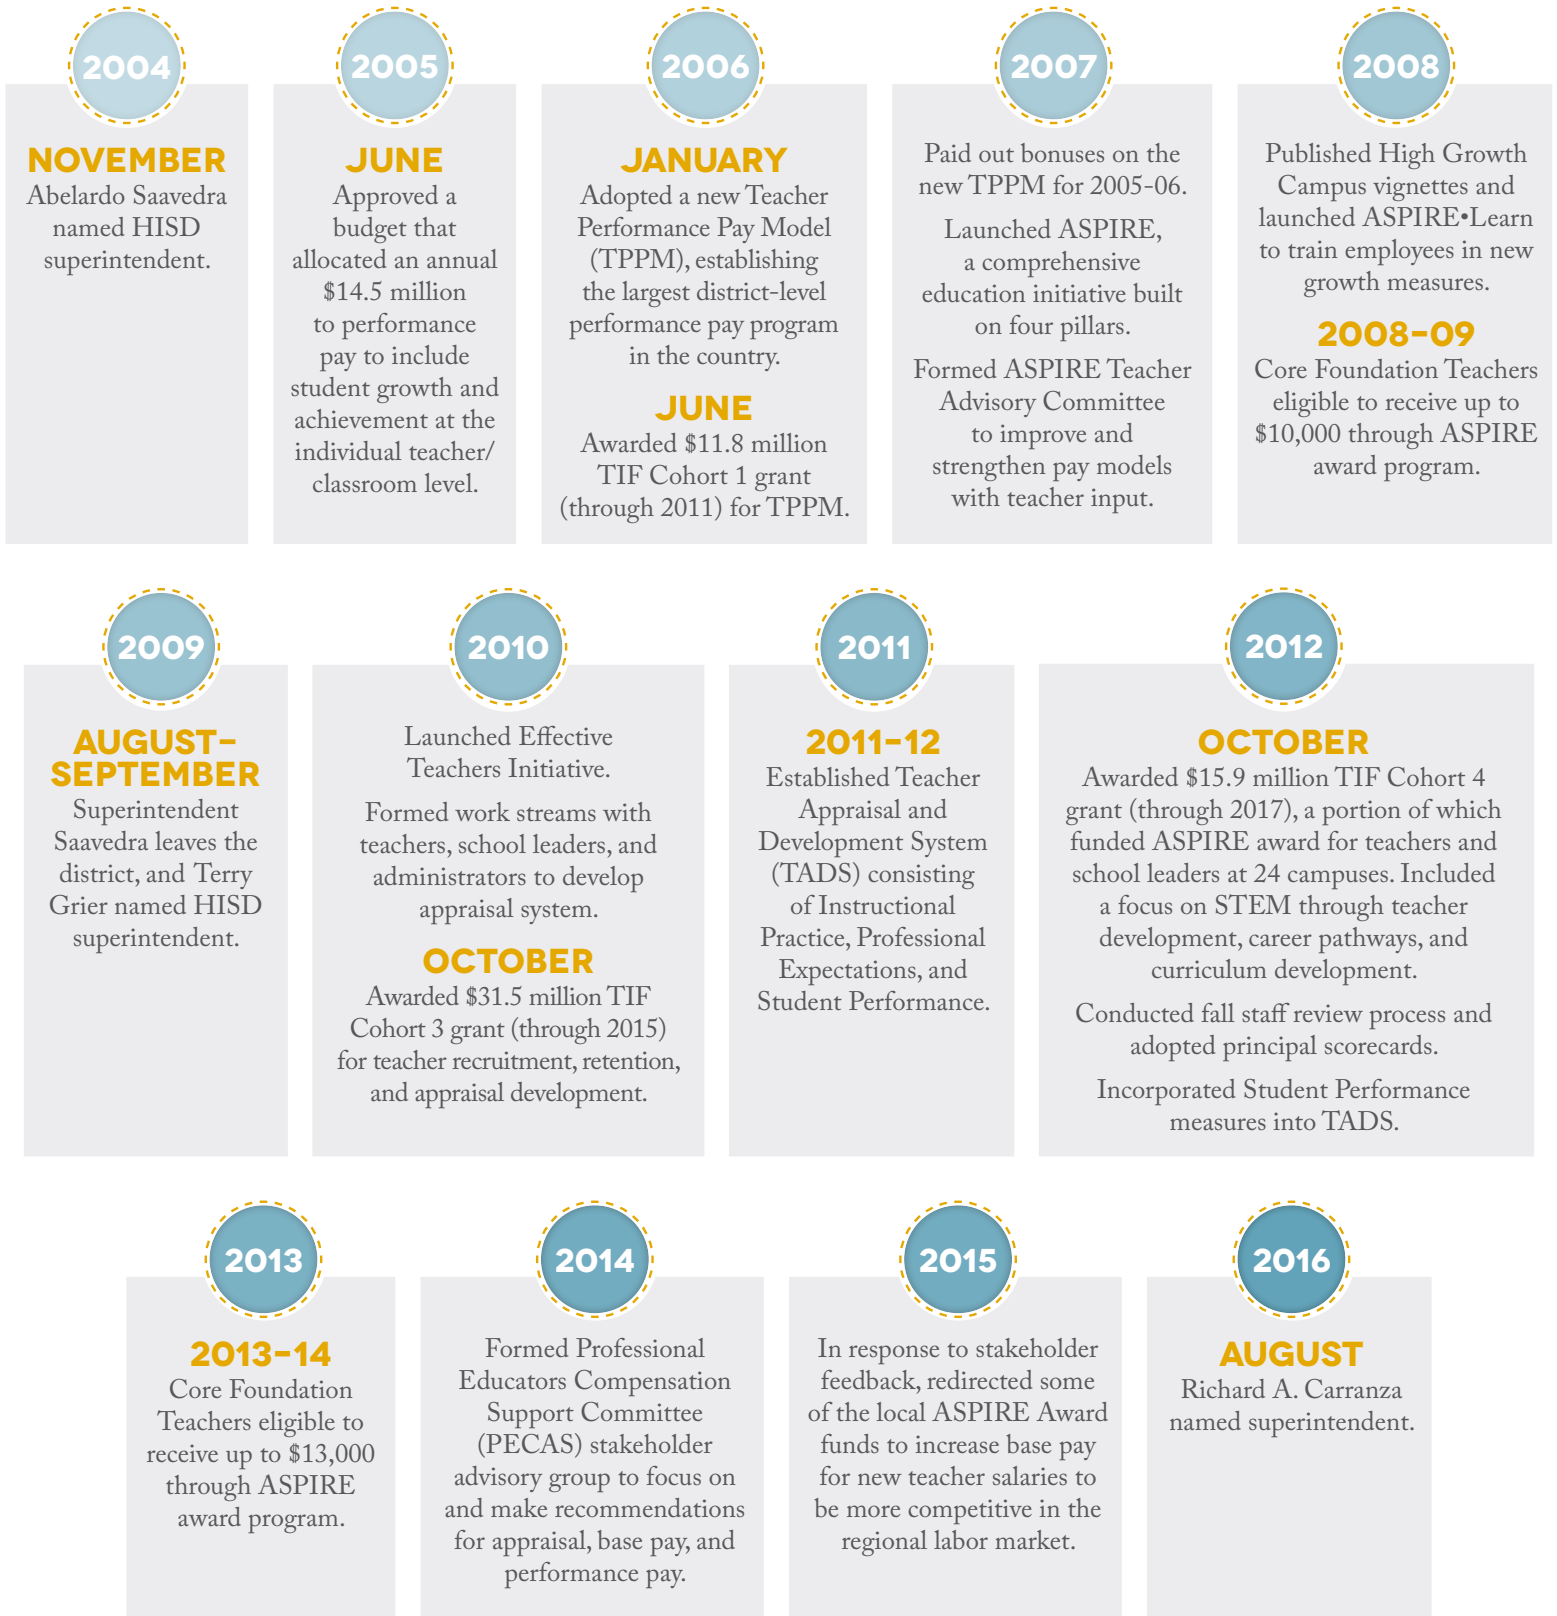 2004
NOVEMBER
Abelardo Saavedra
named HISD
superintendent.
2005
JUNE
Approved a
budget that
allocated an annual
$14.5 million
to performance
pay to include
student growth and
achievement at the
individual teacher/
classroom level.
2006
JANUARY
Adopted a new Teacher
Performance Pay Model
(TPPM), establishing
the largest district-level
performance pay program
in the country.
JUNE
Awarded $11.8 million
TIF Cohort 1 grant
(through 2011) for TPPM.
2007
Paid out bonuses on the
new TPPM for 2005-06.
Launched ASPIRE,
a comprehensive
education initiative built
on four pillars.
Formed ASPIRE Teacher
Advisory Committee
to improve and
strengthen pay models
with teacher input.
2008
Published High Growth
Campus vignettes and
launched ASPIRE•Learn
to train employees in new
growth measures.
2008-09
Core Foundation Teachers
eligible to receive up to
$10,000 through ASPIRE
award program.
2009
AUGUST-
SEPTEMBER
Superintendent
Saavedra leaves the
district, and Terry
Grier named HISD
superintendent.
2010
Launched Effective
Teachers Initiative.
Formed work streams with
teachers, school leaders, and
administrators to develop
appraisal system.
OCTOBER
Awarded $31.5 million TIF
Cohort 3 grant (through 2015)
for teacher recruitment, retention,
and appraisal development.
2011
2011-12
Established Teacher
Appraisal and
Development System
(TADS) consisting
of Instructional
Practice, Professional
Expectations, and
Student Performance.
2012
OCTOBER
Awarded $15.9 million TIF Cohort 4
grant (through 2017), a portion of which
funded ASPIRE award for teachers and
school leaders at 24 campuses. Included
a focus on STEM through teacher
development, career pathways, and
curriculum development.
Conducted fall staff review process and
adopted principal scorecards.
Incorporated Student Performance
measures into TADS.
2013
2013-14
Core Foundation
Teachers eligible to
receive up to $13,000
through ASPIRE
award program.
2014
Formed Professional
Educators Compensation
Support Committee
(PECAS) stakeholder
advisory group to focus on
and make recommendations
for appraisal, base pay, and
performance pay.
2015
In response to stakeholder
feedback, redirected some
of the local ASPIRE Award
funds to increase base pay
for new teacher salaries to
be more competitive in the
regional labor market.
2016
AUGUST
Richard A. Carranza
named superintendent.